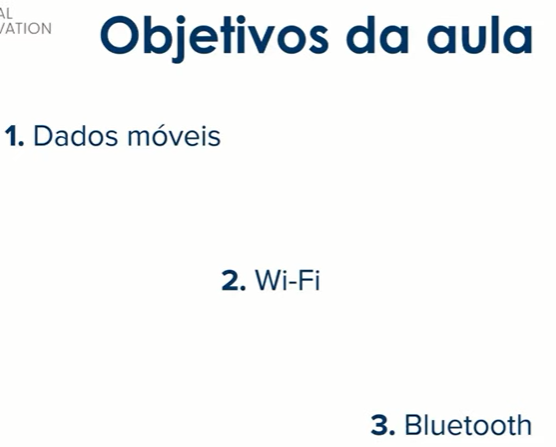 Objetivos da aula
1. Dados móveis
2. Wi-Fi
3. Bluetooth